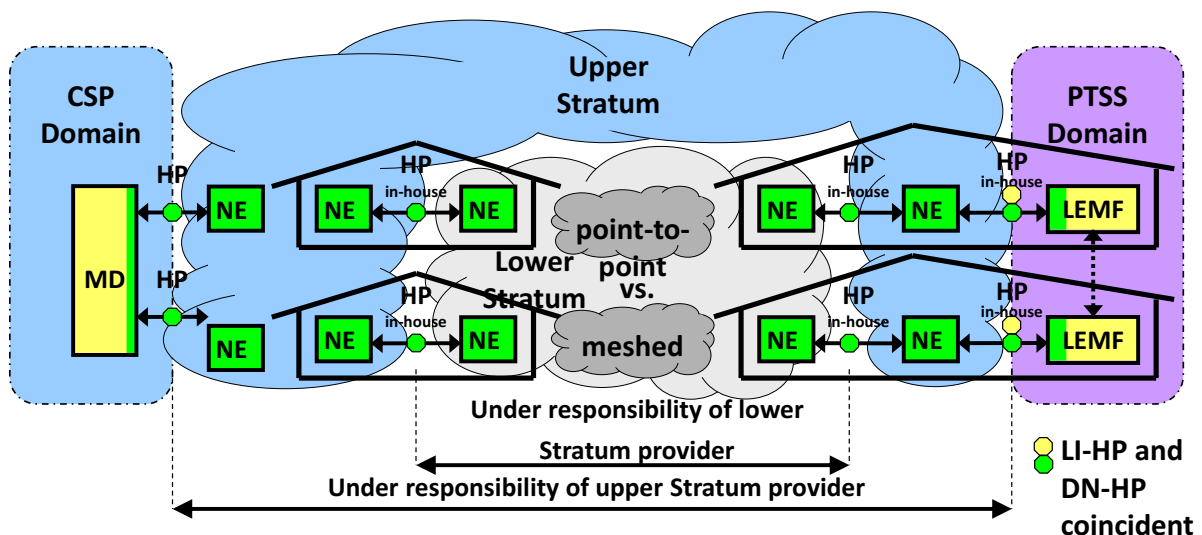 Upper
Stratum
CSP
Domain
PTSS
Domain
HP
HP
in-house
HP
in-house
HP
in-house
NE
NE
NE
NE
NE
LEMF
point-to-
point
vs.
meshed
Lower
Stratum
MD
HP
HP
in-house
HP
in-house
HP
in-house
NE
NE
NE
NE
NE
LEMF
Under responsibility of lower
Stratum provider
Under responsibility of upper Stratum provider
LI-HP and
DN-HP
coincident